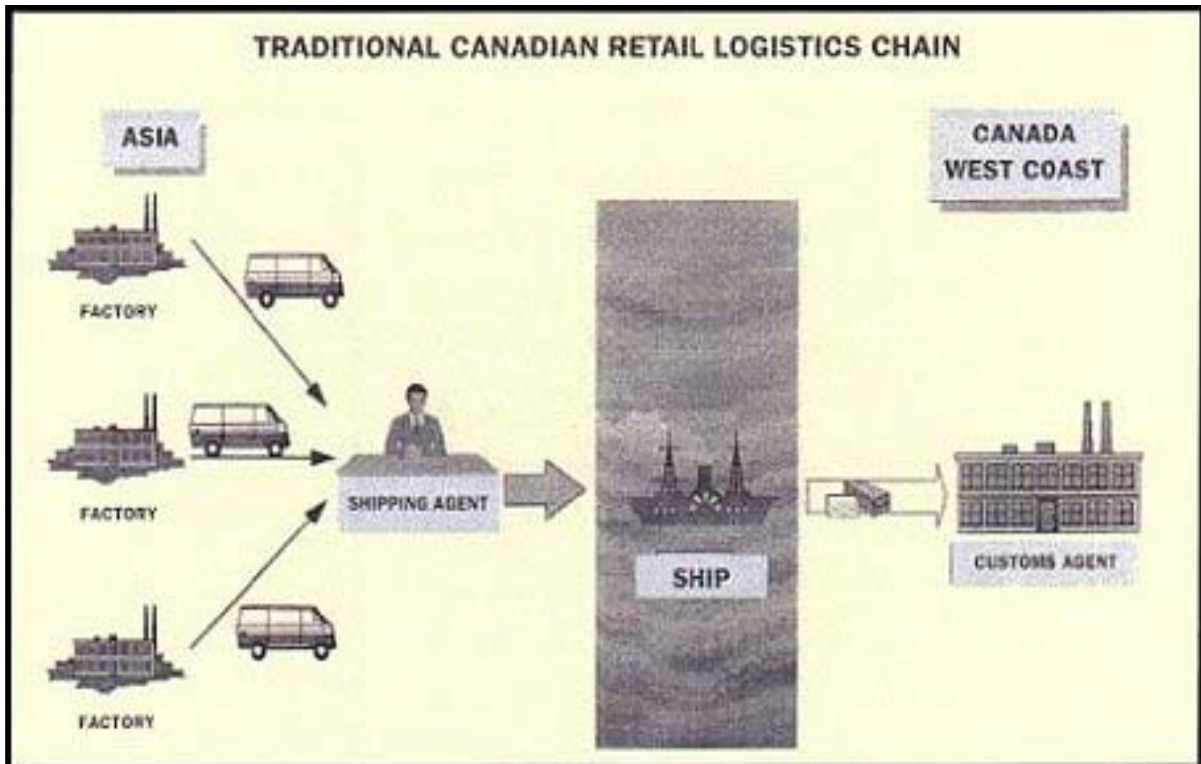 TRADITIONAL CANADIAN RETAIL LOGISTICS CHAIN
ASIA
CANADA
WEST COAST
FACTORY
FACTORY
SHIPPING AGENT
SHIP
CUSTOMS AGENT
FACTORY